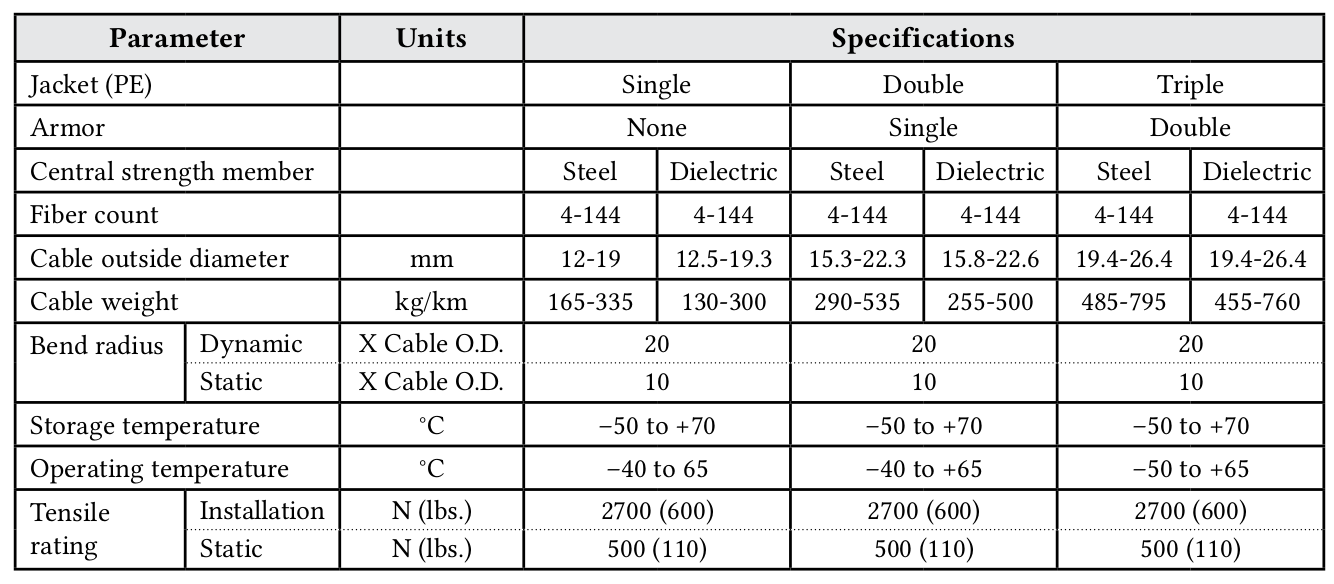 Parameter Units Specifications
Jacket (PE) Single Double Triple
Armor None Single Double
Central strength member Steel Dielectric Steel Dielectric Steel Dielectric
Fiber count 4-144 4-144 4-144 4-144 4-144 4-144
Cable outside diameter mm 12-19 12.5-19.3 15.3-22.3 15.8-22.6 19.4-26.4 19.4-26.4
Cable weight kg/km 165-335 130-300 290-535 255-500 485-795 455-760
Bend radius Dynamic X Cable O.D. 20 20 20
Static X Cable O.D. 10 10 10
Storage temperature °C −50 to +70 −50 to +70 −50 to +70
Operating temperature °C −40 to 65 −40 to +65 −50 to +65
Tensile Installation N (lbs.) 2700 (600) 2700 (600) 2700 (600)
rating Static N (lbs.) 500 (110) 500 (110) 500 (110)